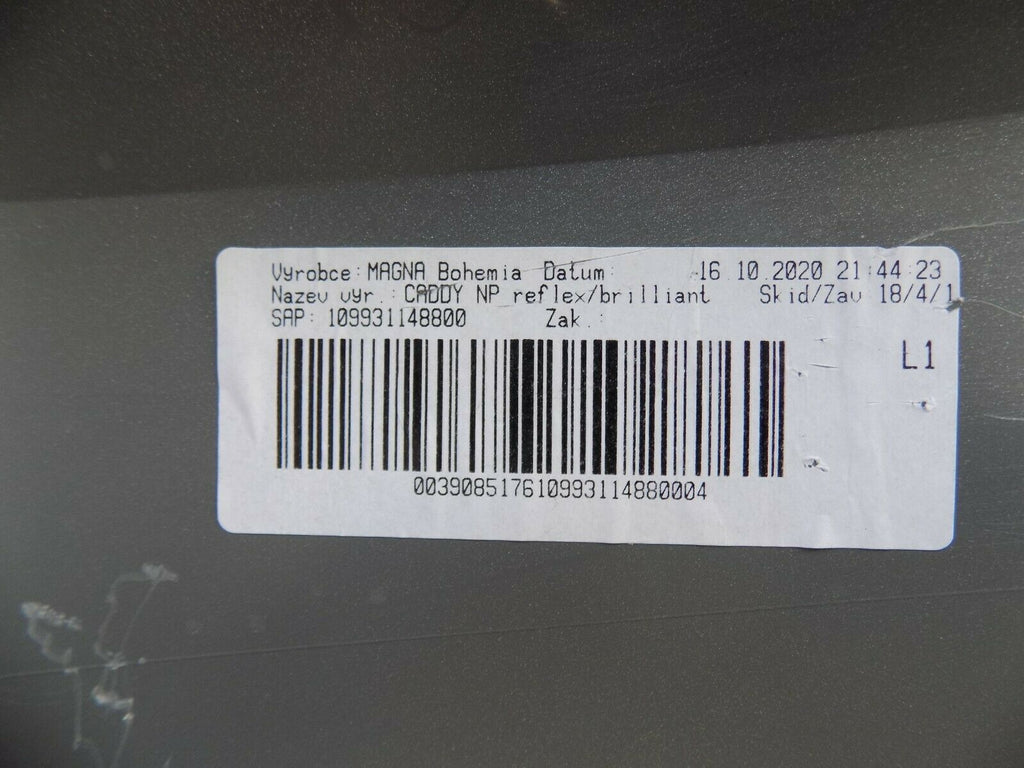 Vyrobce: MAGNA Bohemia Datum: 16.10.2020 21:44:23
Nazev vyr.: CADDY NP reflex/brilliant Skid/Zav 18/4/1
SAP: 109931148800 Zak.:
L1
003908517610993114880004